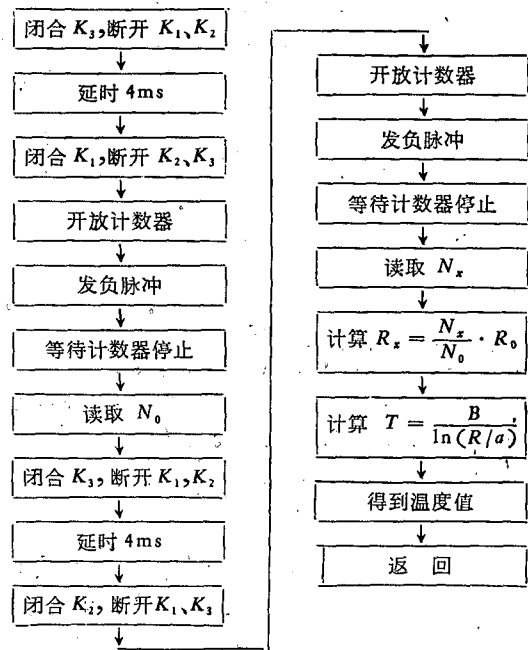 闭合 K₃,断开 K₁、K₂
延时 4ms
闭合 K₁,断开 K₂、K₃
开放计数器
发负脉冲
等待计数器停止
读取 N₀
闭合 K₃,断开 K₁,K₂
延时 4ms
闭合 K₂,断开K₁、K₃
开放计数器
发负脉冲
等待计数器停止
读取 Nₓ
计算 Rₓ = Nₓ/N₀ · R₀
计算 T = B/ln(R/a)
得到温度值
返 回